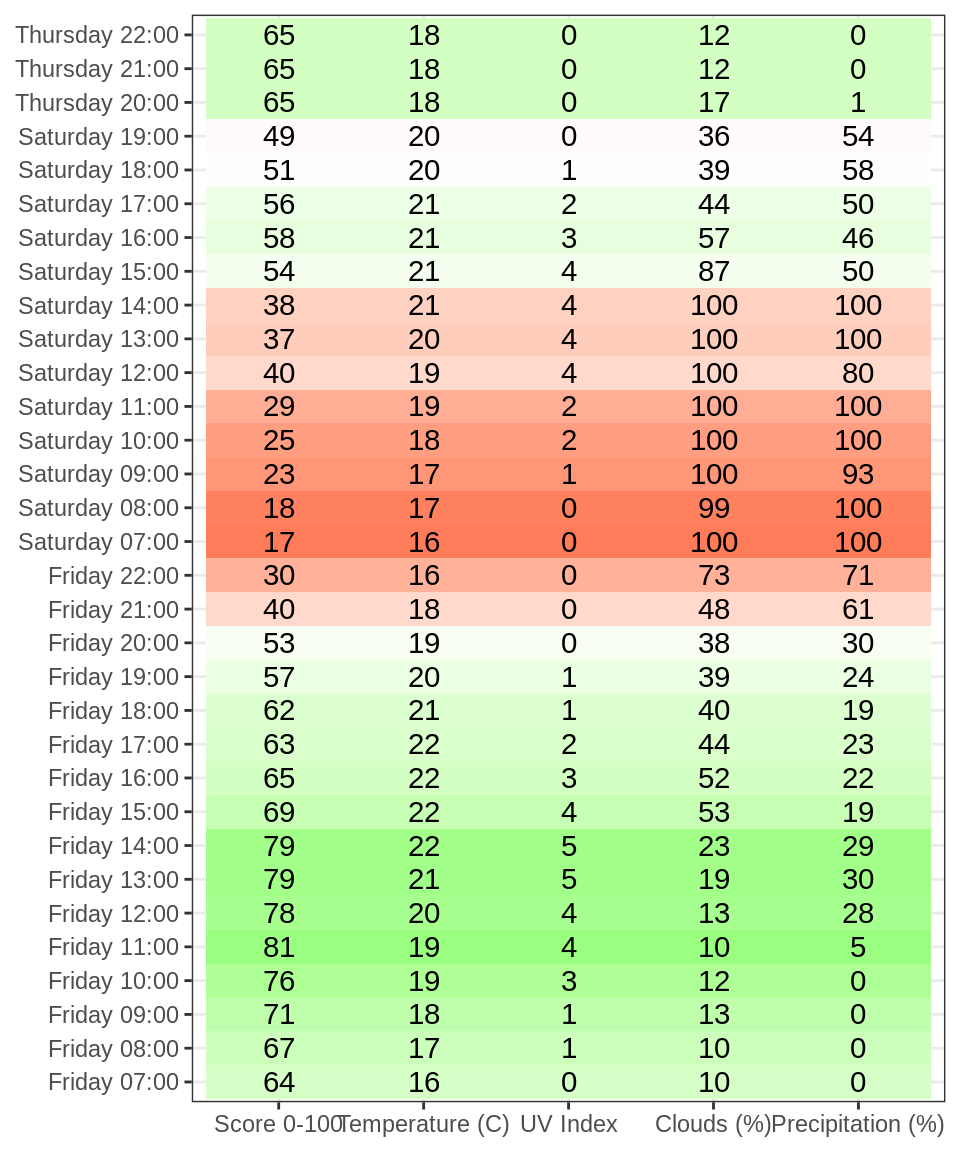 Thursday 22:00 65 18 0 12 0
Thursday 21:00 65 18 0 12 0
Thursday 20:00 65 18 0 17 1
Saturday 19:00 49 20 0 36 54
Saturday 18:00 51 20 1 39 58
Saturday 17:00 56 21 2 44 50
Saturday 16:00 58 21 3 57 46
Saturday 15:00 54 21 4 87 50
Saturday 14:00 38 21 4 100 100
Saturday 13:00 37 20 4 100 100
Saturday 12:00 40 19 4 100 80
Saturday 11:00 29 19 2 100 100
Saturday 10:00 25 18 2 100 100
Saturday 09:00 23 17 1 100 93
Saturday 08:00 18 17 0 99 100
Saturday 07:00 17 16 0 100 100
Friday 22:00 30 16 0 73 71
Friday 21:00 40 18 0 48 61
Friday 20:00 53 19 0 38 30
Friday 19:00 57 20 1 39 24
Friday 18:00 62 21 1 40 19
Friday 17:00 63 22 2 44 23
Friday 16:00 65 22 3 52 22
Friday 15:00 69 22 4 53 19
Friday 14:00 79 22 5 23 29
Friday 13:00 79 21 5 19 30
Friday 12:00 78 20 4 13 28
Friday 11:00 81 19 4 10 5
Friday 10:00 76 19 3 12 0
Friday 09:00 71 18 1 13 0
Friday 08:00 67 17 1 10 0
Friday 07:00 64 16 0 10 0
Score 0-100 Temperature (C) UV Index Clouds (%) Precipitation (%)